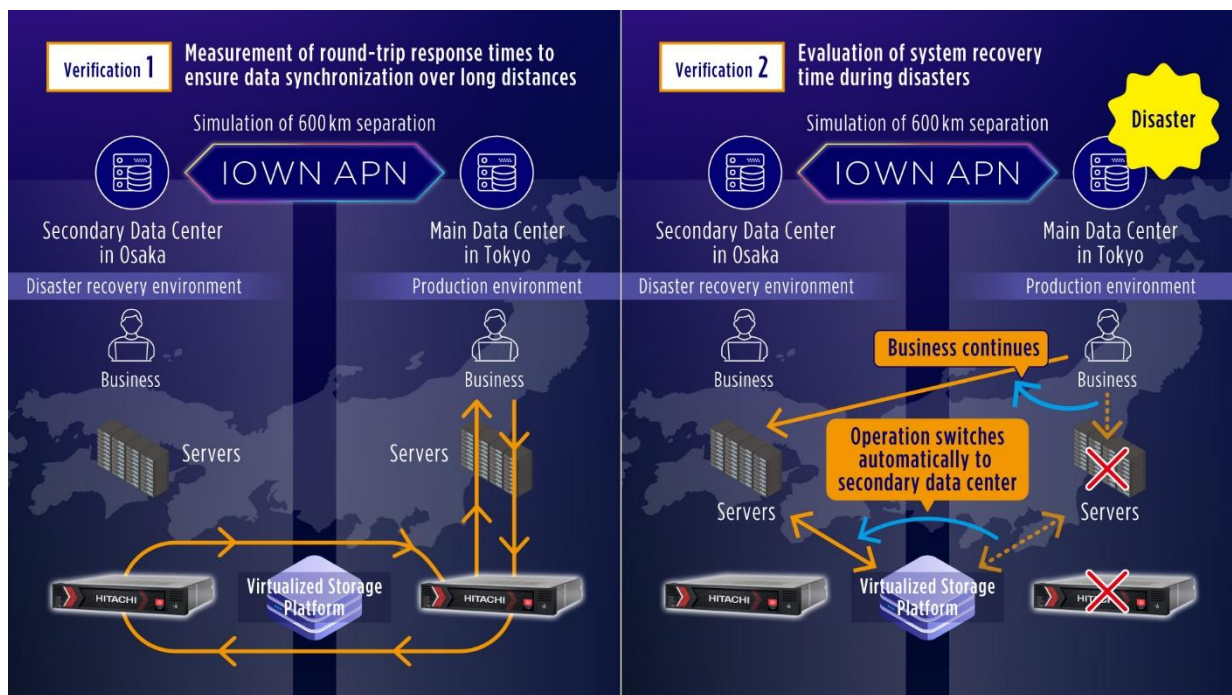 Verification 1
Measurement of round-trip response times to
ensure data synchronization over long distances
Simulation of 600 km separation
IOWN APN
Secondary Data Center
in Osaka
Main Data Center
in Tokyo
Disaster recovery environment
Production environment
Business
Business
Servers
Servers
HITACHI
Virtualized Storage
Platform
HITACHI
Verification 2
Evaluation of system recovery
time during disasters
Disaster
Simulation of 600 km separation
IOWN APN
Secondary Data Center
in Osaka
Main Data Center
in Tokyo
Disaster recovery environment
Production environment
Business continues
Business
Business
Operation switches
automatically to
secondary data center
Servers
Servers
HITACHI
Virtualized Storage
Platform
HITACHI